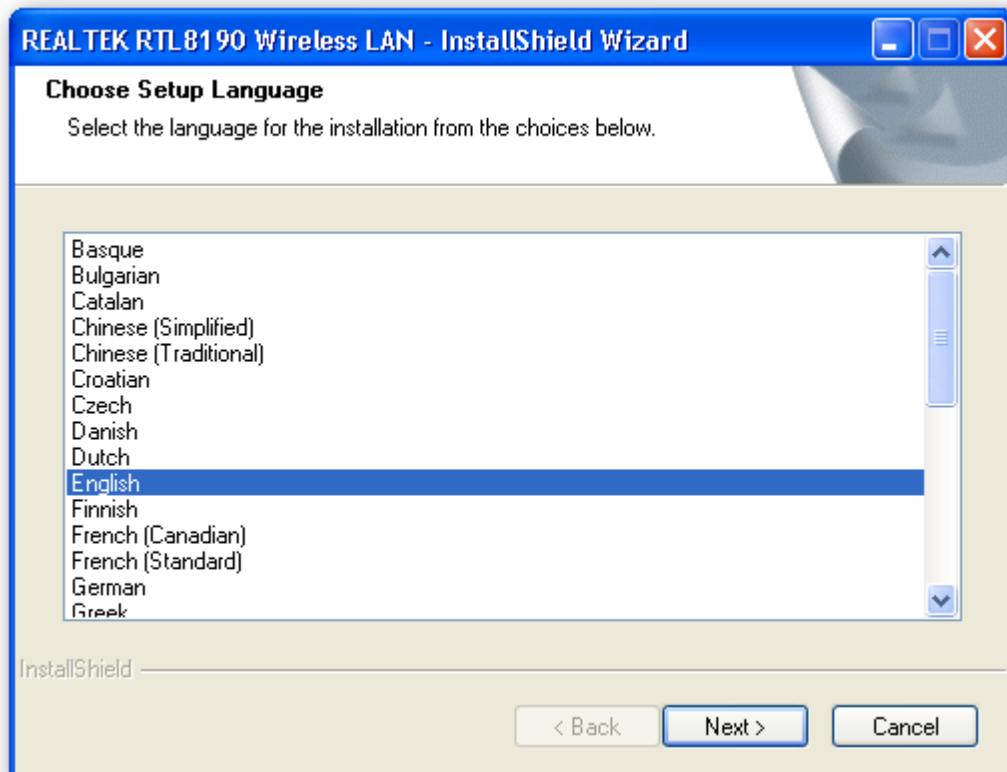 REALTEK RTL8190 Wireless LAN - InstallShield Wizard
Choose Setup Language
Select the language for the installation from the choices below.
Basque
Bulgarian
Catalan
Chinese (Simplified)
Chinese (Traditional)
Croatian
Czech
Danish
Dutch
English
Finnish
French (Canadian)
French (Standard)
German
Greek
InstallShield
< Back Next > Cancel